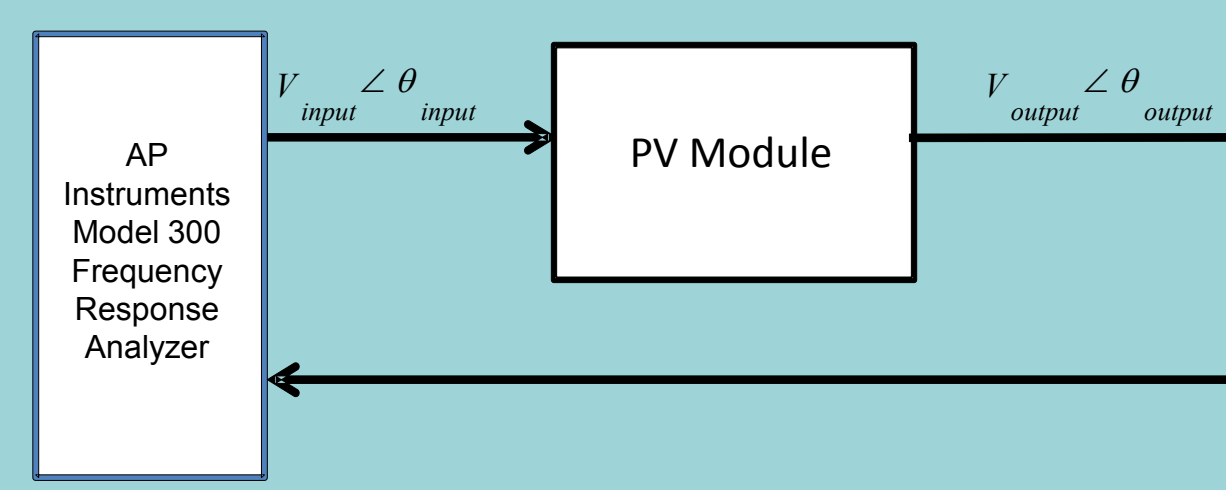 V input ∠ θ input
V output ∠ θ output
AP
Instruments
Model 300
Frequency
Response
Analyzer
PV Module